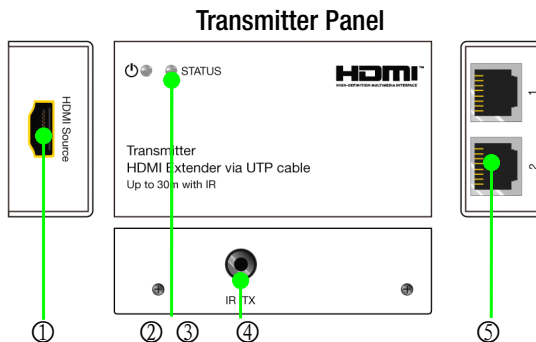 Transmitter Panel
HDMI Source
STATUS
HDMI™
HIGH-DEFINITION MULTIMEDIA INTERFACE
Transmitter
HDMI Extender via UTP cable
Up to 30m with IR
1
2
IR TX
① ② ③ ④ ⑤